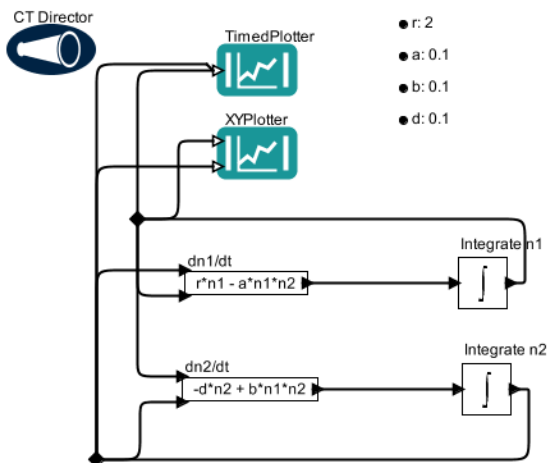 CT Director
TimedPlotter
r: 2
a: 0.1
b: 0.1
d: 0.1
XYPlotter
Integrate n1
dn1/dt
r*n1 - a*n1*n2
∫
Integrate n2
dn2/dt
-d*n2 + b*n1*n2
∫